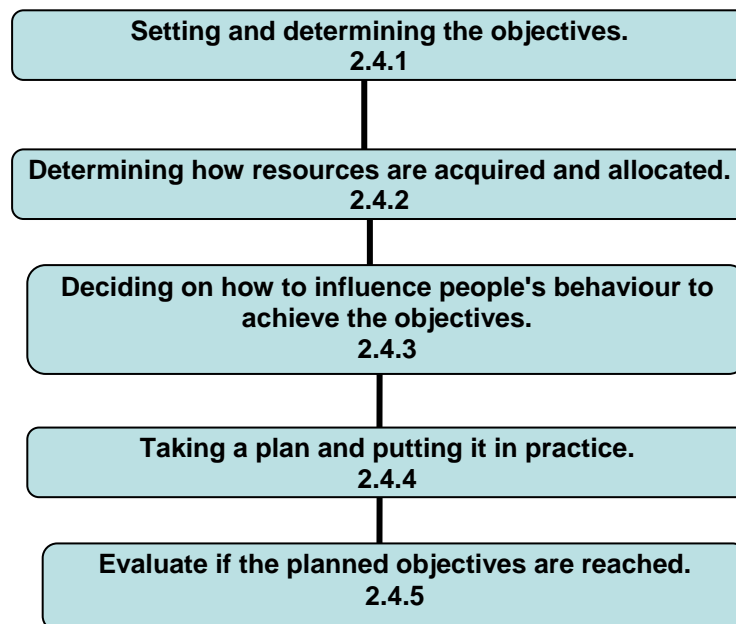 Setting and determining the objectives.
2.4.1
Determining how resources are acquired and allocated.
2.4.2
Deciding on how to influence people's behaviour to
achieve the objectives.
2.4.3
Taking a plan and putting it in practice.
2.4.4
Evaluate if the planned objectives are reached.
2.4.5